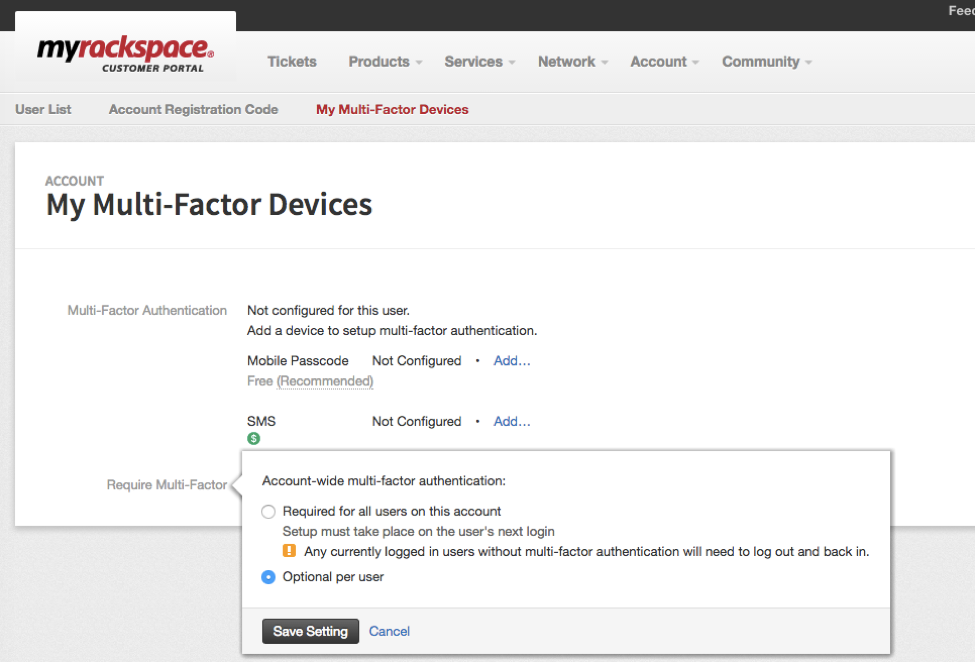 Feed
myrackspace®
CUSTOMER PORTAL
Tickets Products Services Network Account Community
User List Account Registration Code My Multi-Factor Devices
ACCOUNT
My Multi-Factor Devices
Multi-Factor Authentication Not configured for this user.
Add a device to setup multi-factor authentication.
Mobile Passcode Not Configured • Add...
Free (Recommended)
SMS Not Configured • Add...
$
Require Multi-Factor
Account-wide multi-factor authentication:
Required for all users on this account
Setup must take place on the user's next login
! Any currently logged in users without multi-factor authentication will need to log out and back in.
Optional per user
Save Setting Cancel